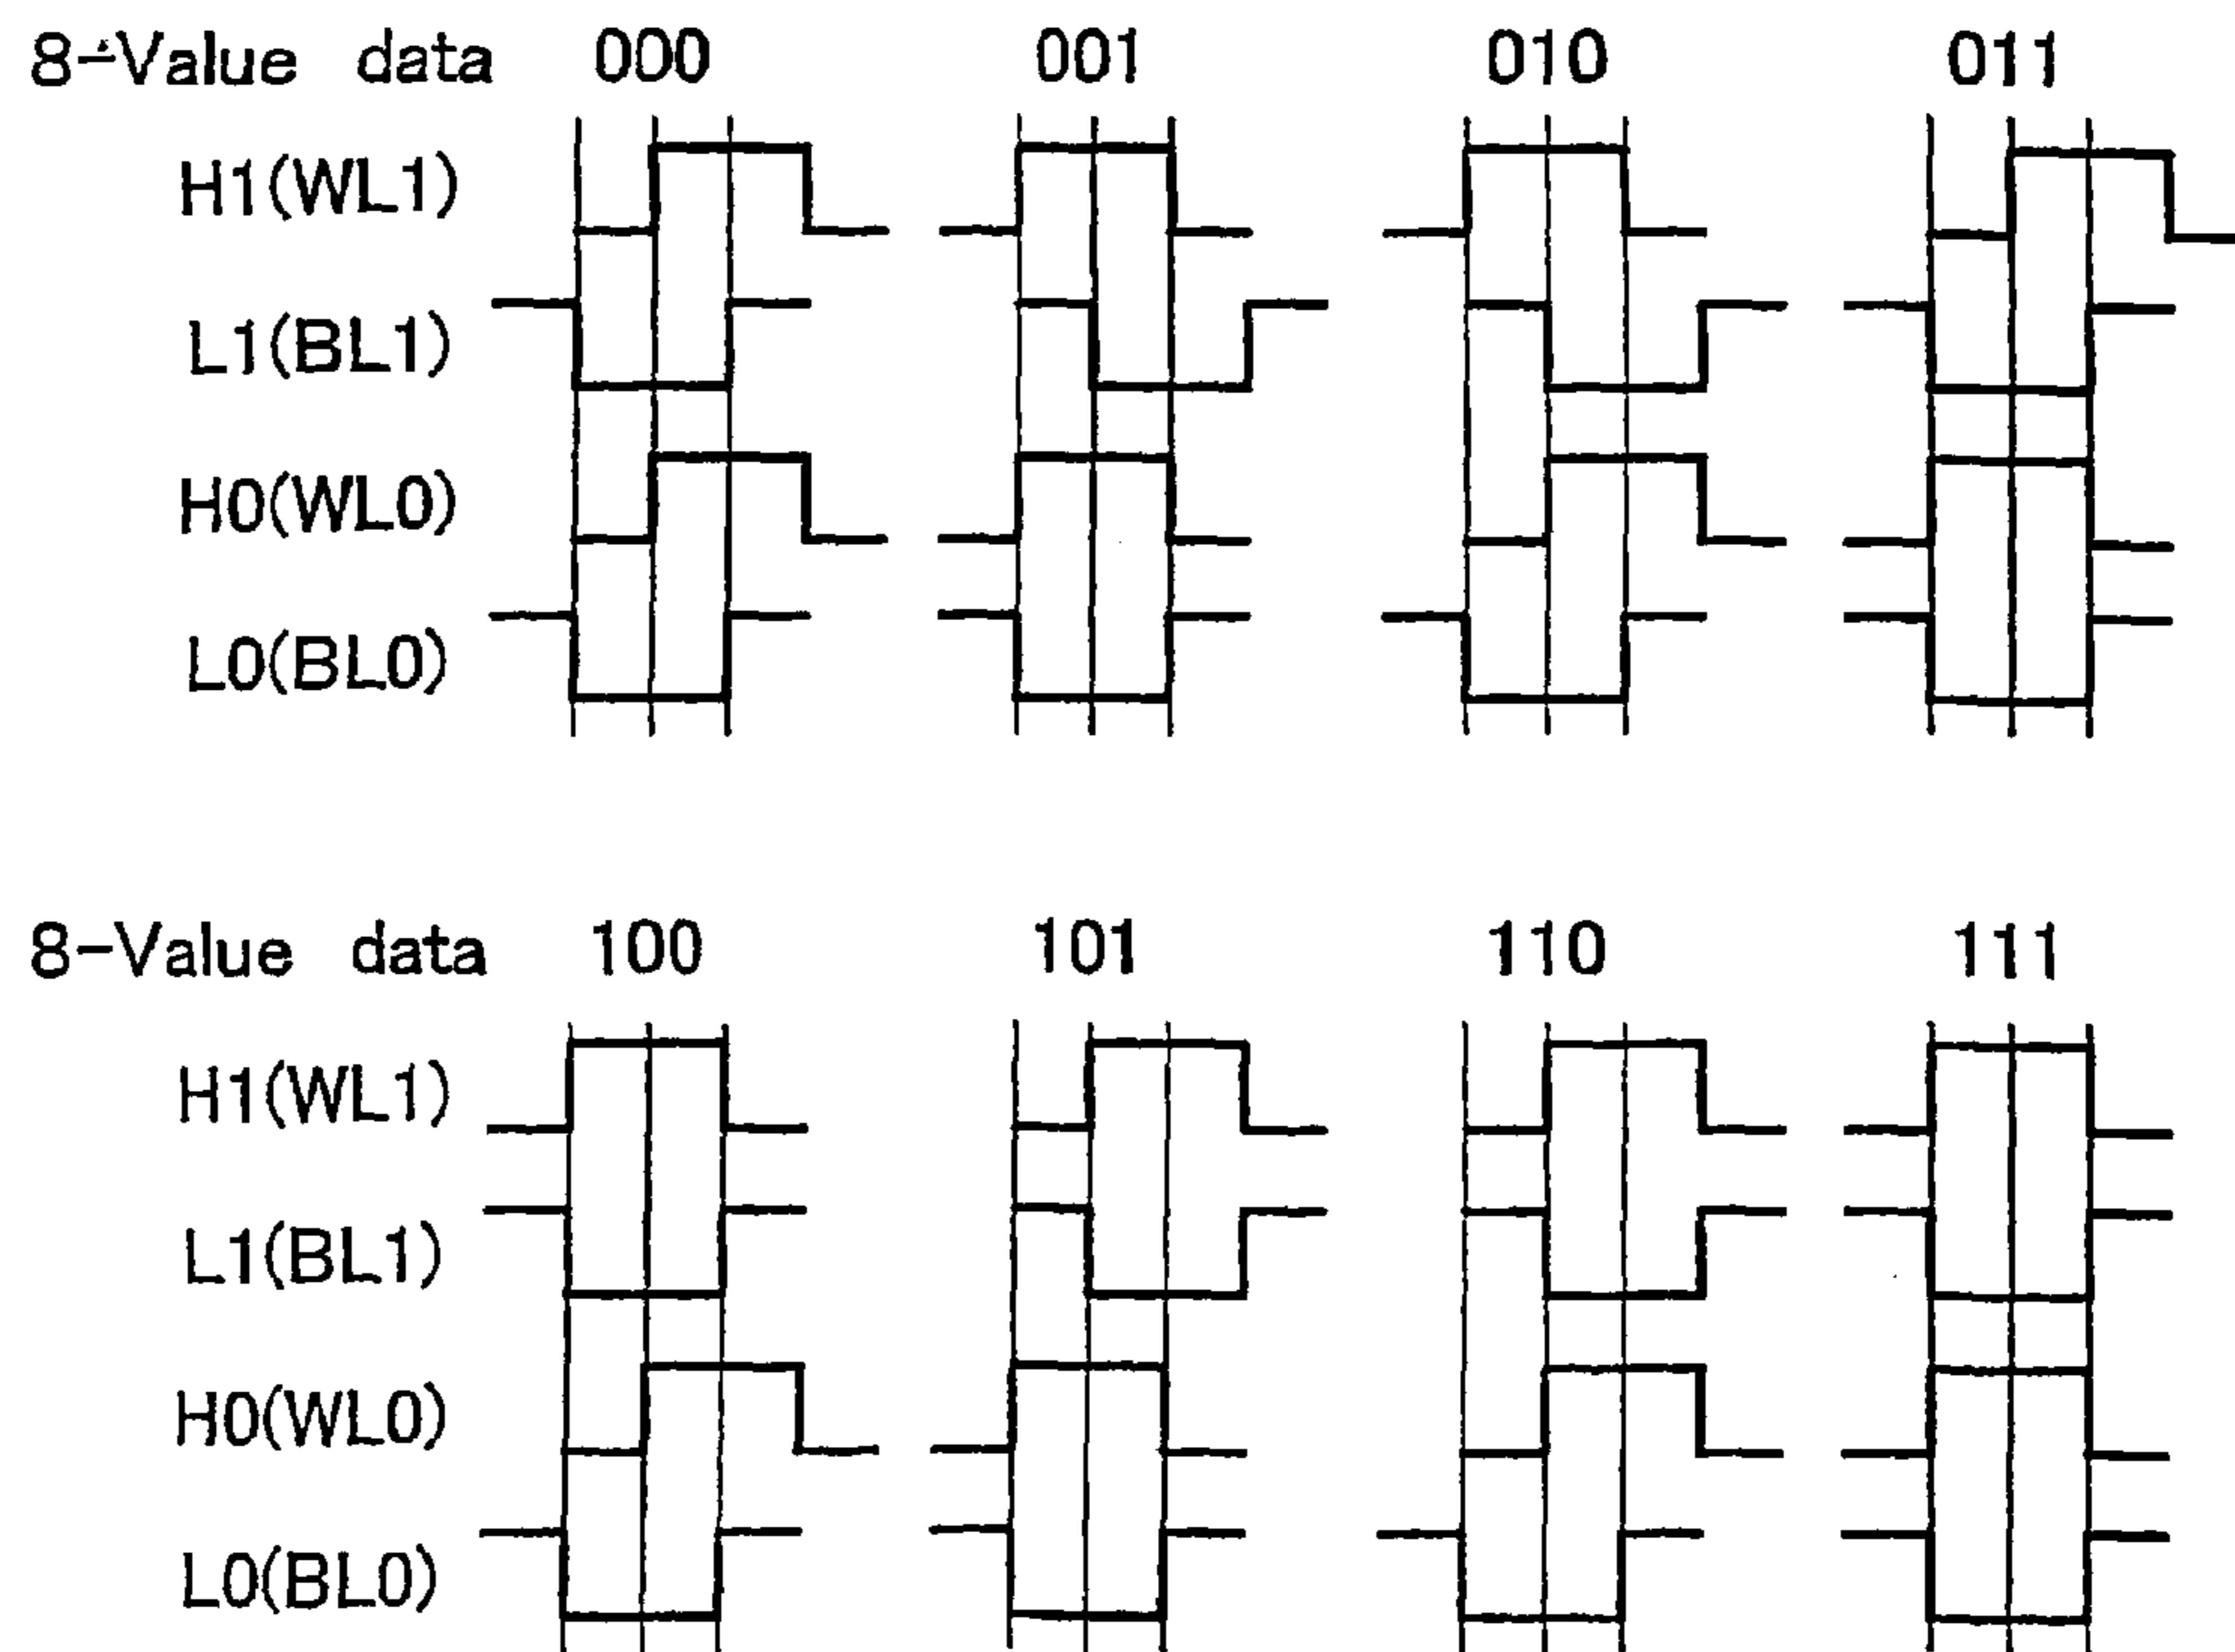 8-Value data 000 001 010 011
H1(WL1)
L1(BL1)
H0(WL0)
L0(BL0)
8-Value data 100 101 110 111
H1(WL1)
L1(BL1)
H0(WL0)
L0(BL0)